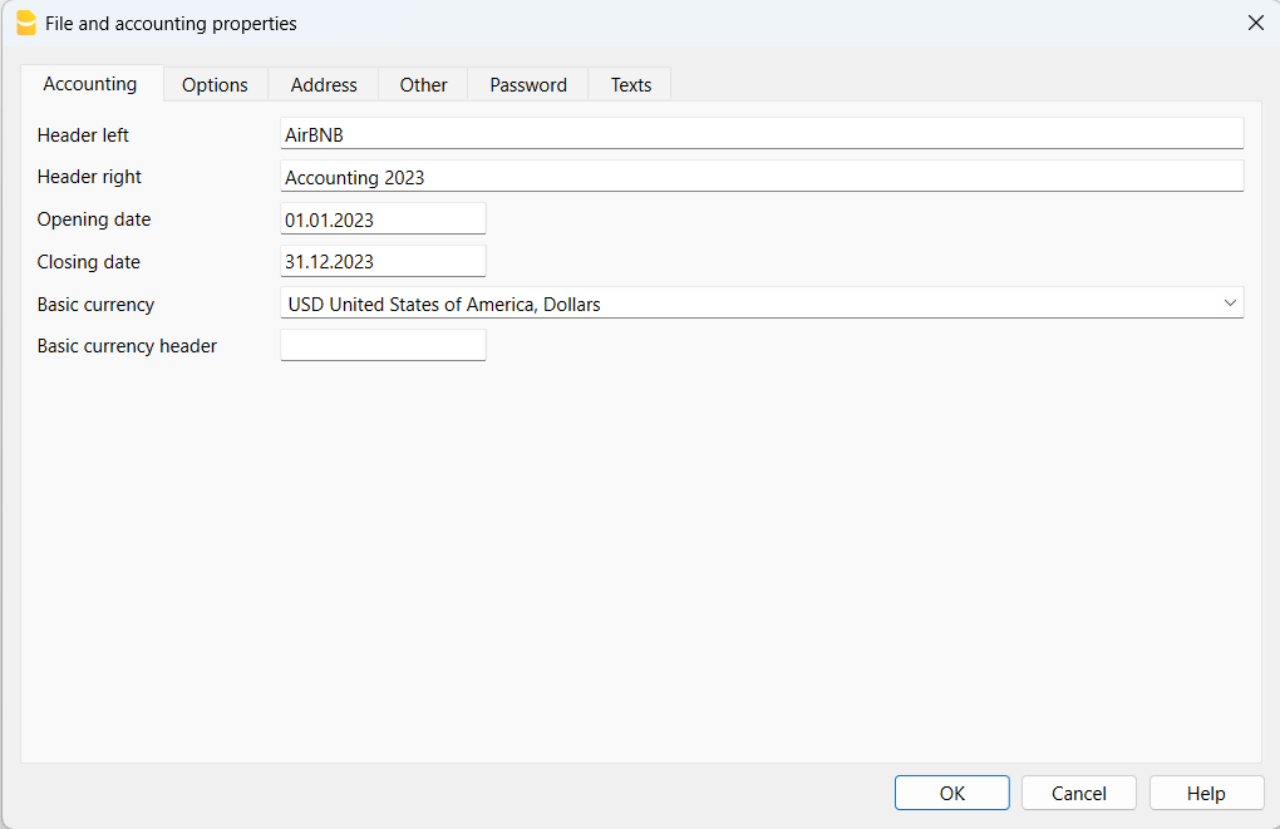 File and accounting properties
Accounting Options Address Other Password Texts
Header left AirBNB
Header right Accounting 2023
Opening date 01.01.2023
Closing date 31.12.2023
Basic currency USD United States of America, Dollars
Basic currency header
OK Cancel Help